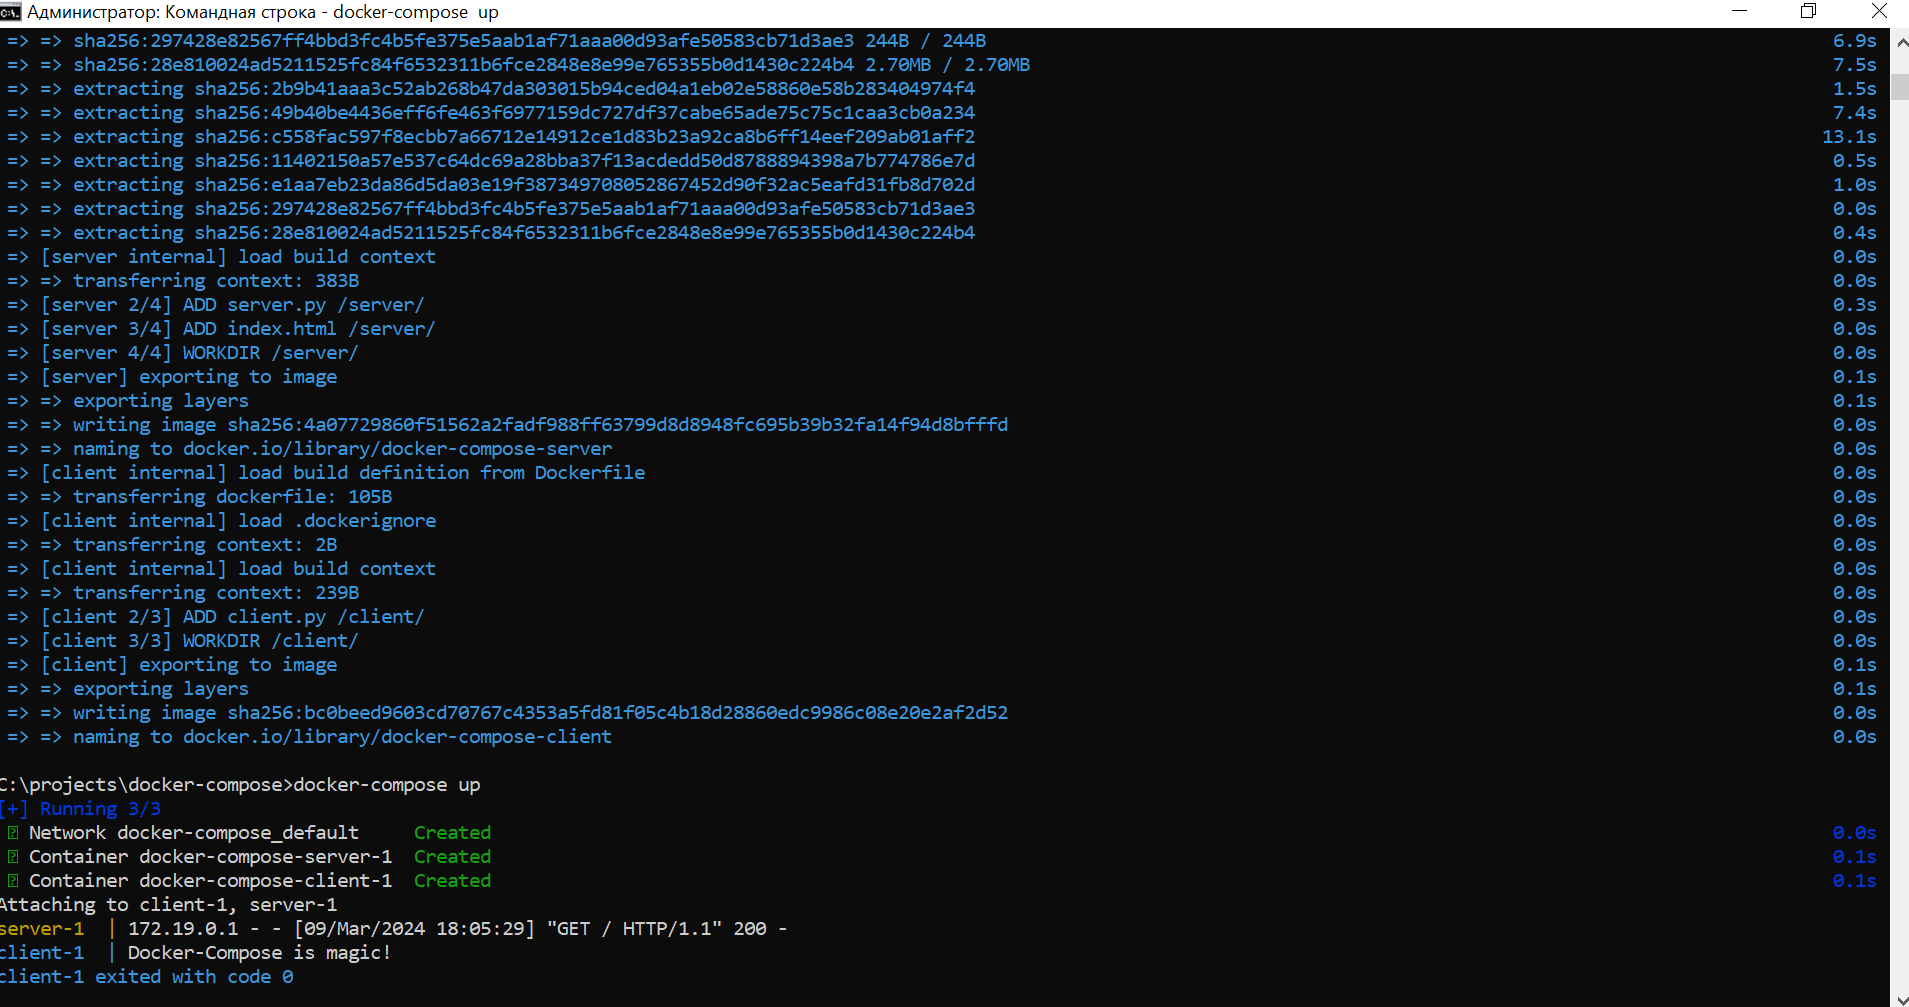 Администратор: Командная строка - docker-compose up
=> => sha256:297428e82567ff4bbd3fc4b5fe375e5aab1af71aaa00d93afe50583cb71d3ae3 244B / 244B 6.9s
=> => sha256:28e810024ad5211525fc84f6532311b6fce2848e8e99e765355b0d1430c224b4 2.70MB / 2.70MB 7.5s
=> => extracting sha256:2b9b41aaa3c52ab268b47da303015b94ced04a1eb02e58860e58b283404974f4 1.5s
=> => extracting sha256:49b40be4436eff6fe463f6977159dc727df37cabe65ade75c75c1caa3cb0a234 7.4s
=> => extracting sha256:c558fac597f8ecbb7a66712e14912ce1d83b23a92ca8b6ff14eef209ab01aff2 13.1s
=> => extracting sha256:11402150a57e537c64dc69a28bba37f13acdedd50d8788894398a7b774786e7d 0.5s
=> => extracting sha256:e1aa7eb23da86d5da03e19f387349708052867452d90f32ac5eafd31fb8d702d 1.0s
=> => extracting sha256:297428e82567ff4bbd3fc4b5fe375e5aab1af71aaa00d93afe50583cb71d3ae3 0.0s
=> => extracting sha256:28e810024ad5211525fc84f6532311b6fce2848e8e99e765355b0d1430c224b4 0.4s
=> [server internal] load build context 0.0s
=> => transferring context: 383B 0.0s
=> [server 2/4] ADD server.py /server/ 0.3s
=> [server 3/4] ADD index.html /server/ 0.0s
=> [server 4/4] WORKDIR /server/ 0.0s
=> [server] exporting to image 0.1s
=> => exporting layers 0.1s
=> => writing image sha256:4a07729860f51562a2fadf988ff63799d8d8948fc695b39b32fa14f94d8bfffd 0.0s
=> => naming to docker.io/library/docker-compose-server 0.0s
=> [client internal] load build definition from Dockerfile 0.0s
=> => transferring dockerfile: 105B 0.0s
=> [client internal] load .dockerignore 0.0s
=> => transferring context: 2B 0.0s
=> [client internal] load build context 0.0s
=> => transferring context: 239B 0.0s
=> [client 2/3] ADD client.py /client/ 0.0s
=> [client 3/3] WORKDIR /client/ 0.0s
=> [client] exporting to image 0.1s
=> => exporting layers 0.1s
=> => writing image sha256:bc0beed9603cd70767c4353a5fd81f05c4b18d28860edc9986c08e20e2af2d52 0.0s
=> => naming to docker.io/library/docker-compose-client 0.0s
C:\projects\docker-compose>docker-compose up
[+] Running 3/3
Network docker-compose_default Created 0.0s
Container docker-compose-server-1 Created 0.1s
Container docker-compose-client-1 Created 0.1s
Attaching to client-1, server-1
server-1 | 172.19.0.1 - - [09/Mar/2024 18:05:29] "GET / HTTP/1.1" 200 -
client-1 | Docker-Compose is magic!
client-1 exited with code 0